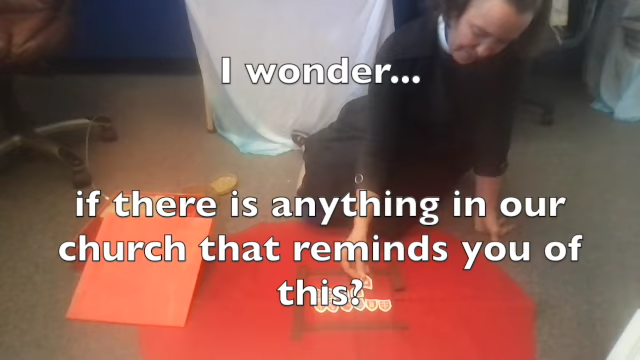 I wonder...
if there is anything in our
church that reminds you of
this?